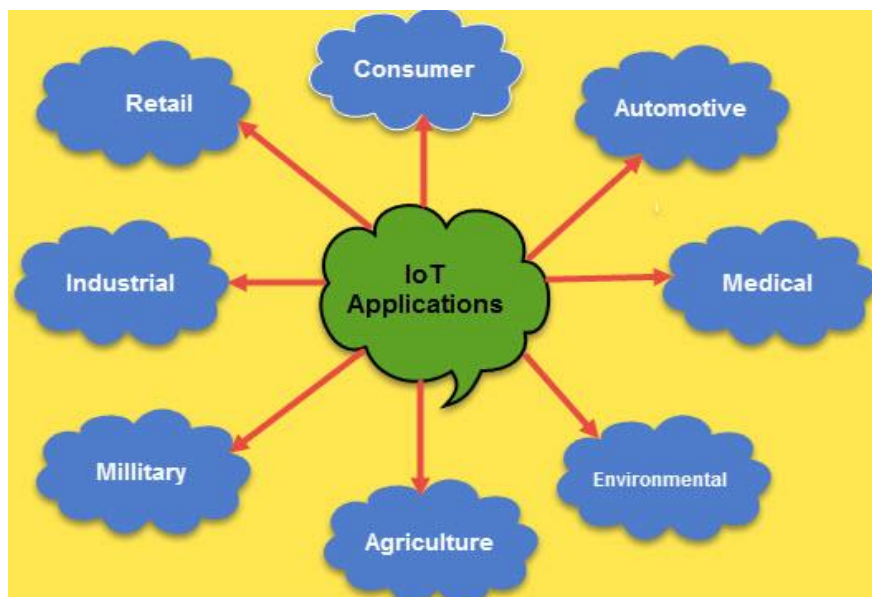 Consumer
Retail
Automotive
IoT
Applications
Industrial
Medical
Millitary
Environmental
Agriculture